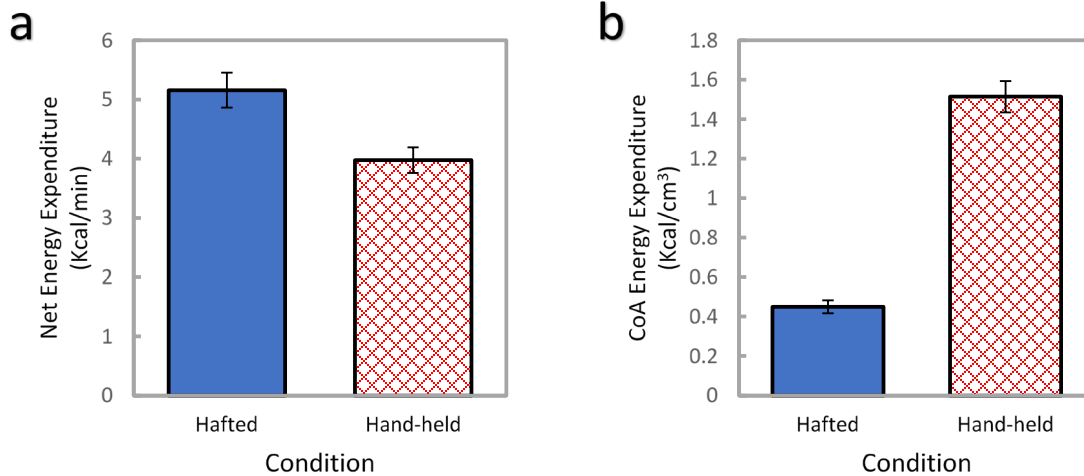 a
Net Energy Expenditure
(Kcal/min)
6
5
4
3
2
1
0
Hafted
Hand-held
Condition
b
CoA Energy Expenditure
(Kcal/cm³)
1.8
1.6
1.4
1.2
1
0.8
0.6
0.4
0.2
0
Hafted
Hand-held
Condition